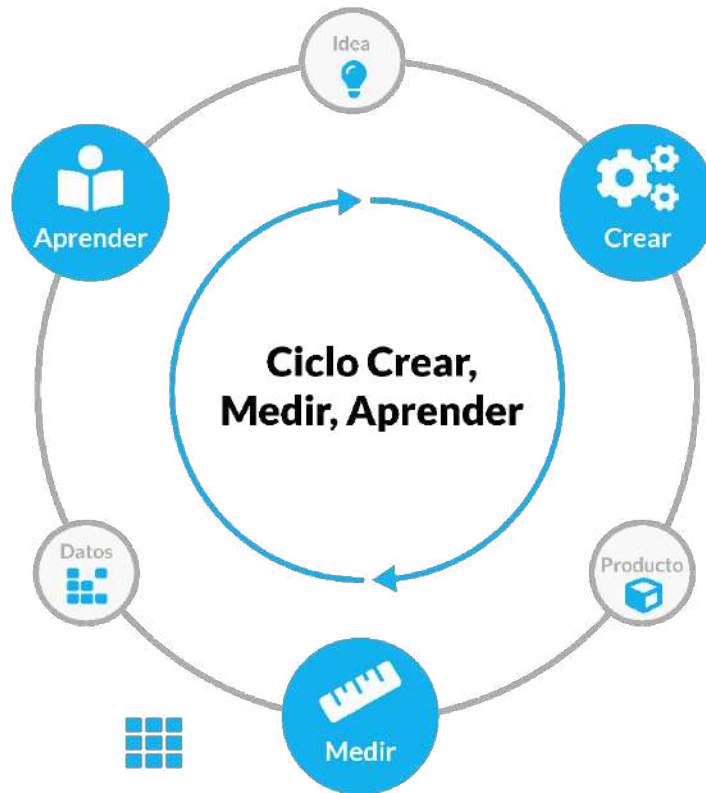 Idea
Aprender
Crear
Ciclo Crear,
Medir, Aprender
Datos
Producto
Medir